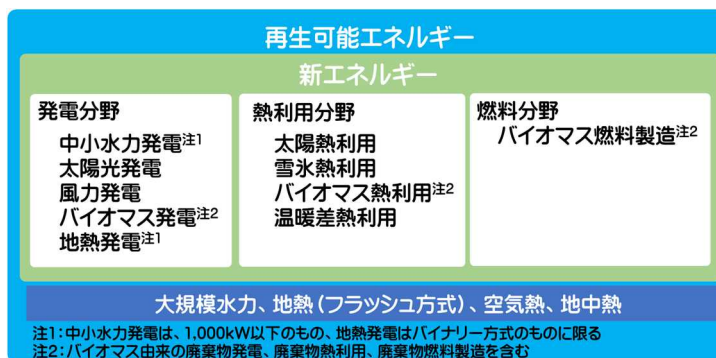 再生可能エネルギー
新エネルギー
発電分野
中小水力発電注1
太陽光発電
風力発電
バイオマス発電注2
地熱発電注1
熱利用分野
太陽熱利用
雪氷熱利用
バイオマス熱利用注2
温暖差熱利用
燃料分野
バイオマス燃料製造注2
大規模水力、地熱(フラッシュ方式)、空気熱、地中熱
注1:中小水力発電は、1,000kW以下のもの、地熱発電はバイナリー方式のものに限る
注2:バイオマス由来の廃棄物発電、廃棄物熱利用、廃棄物燃料製造を含む